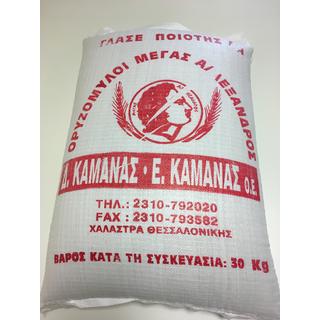 ΓΛΑΣΕ ΠΟΙΟΤΗΣ
ΟΡΥΖΟΜΥΛΟΙ ΜΕΓΑΣ ΑΛΕΞΑΝΔΡΟΣ
Δ. ΚΑΜΑΝΑΣ - Ε. ΚΑΜΑΝΑΣ Ο.Ε
ΤΗΛ.: 2310-792020
FAX : 2310-793582
ΧΑΛΑΣΤΡΑ ΘΕΣΣΑΛΟΝΙΚΗΣ
ΒΑΡΟΣ ΚΑΤΑ ΤΗ ΣΥΣΚΕΥΑΣΙΑ: 30 Kg